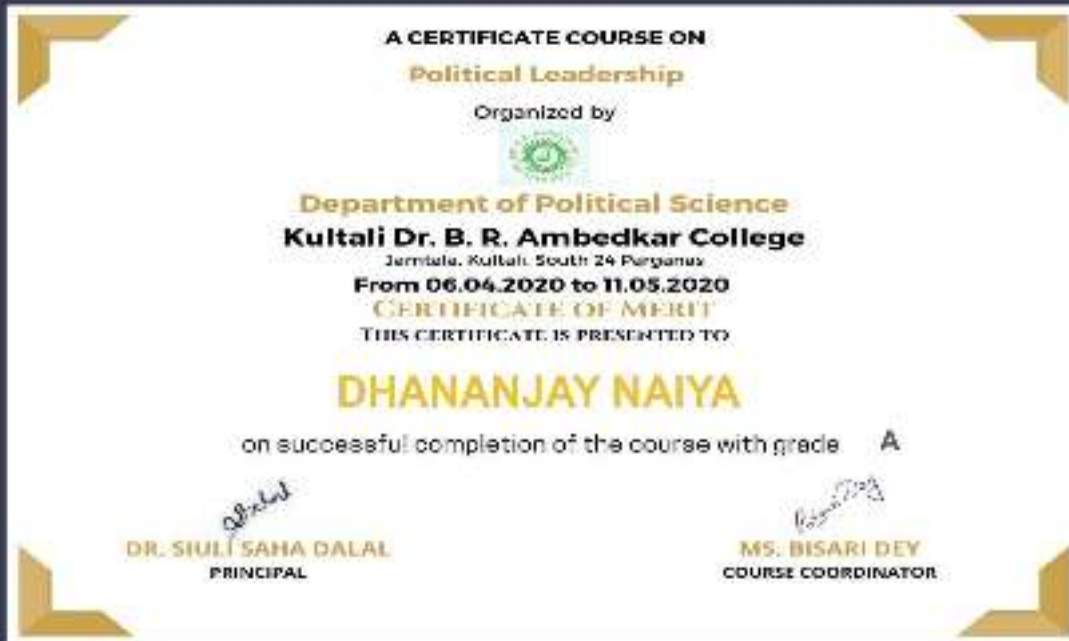 A CERTIFICATE COURSE ON
Political Leadership
Organized by
Department of Political Science
Kultali Dr. B. R. Ambedkar College
Jamtala, Kultali, South 24 Parganas
From 06.04.2020 to 11.05.2020
CERTIFICATE OF MERIT
THIS CERTIFICATE IS PRESENTED TO
DHANANJAY NAIYA
on successful completion of the course with grade A
DR. SIULI SAHA DALAL
PRINCIPAL
MS. BISARI DEY
COURSE COORDINATOR